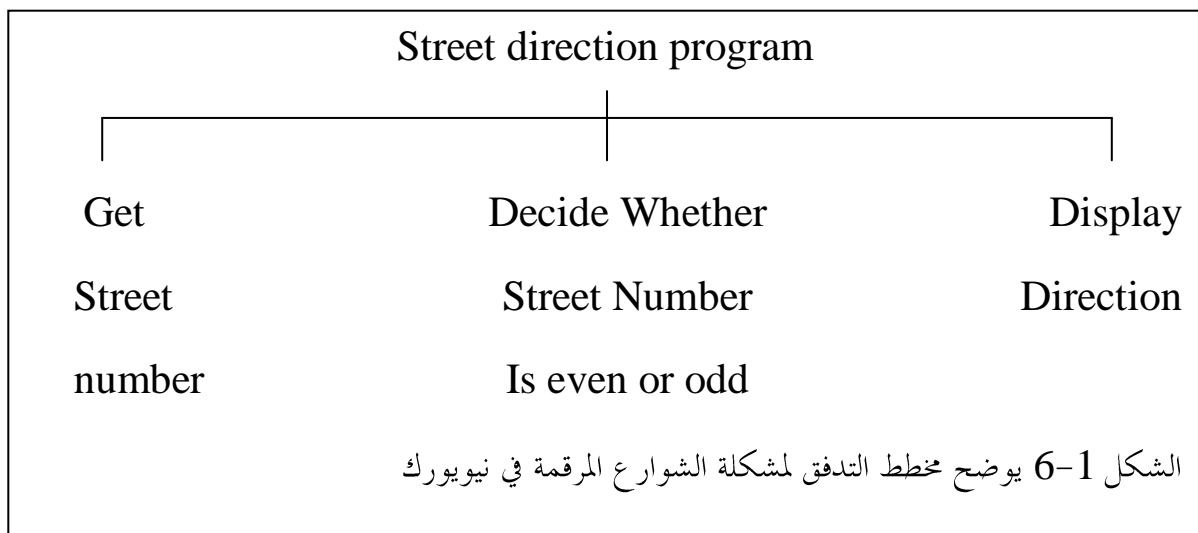 Street direction program
Get Decide Whether Display
Street Street Number Direction
number Is even or odd
الشكل 1-6 يوضح مخطط التدفق لمشكلة الشوارع المرقمة في نيويورك